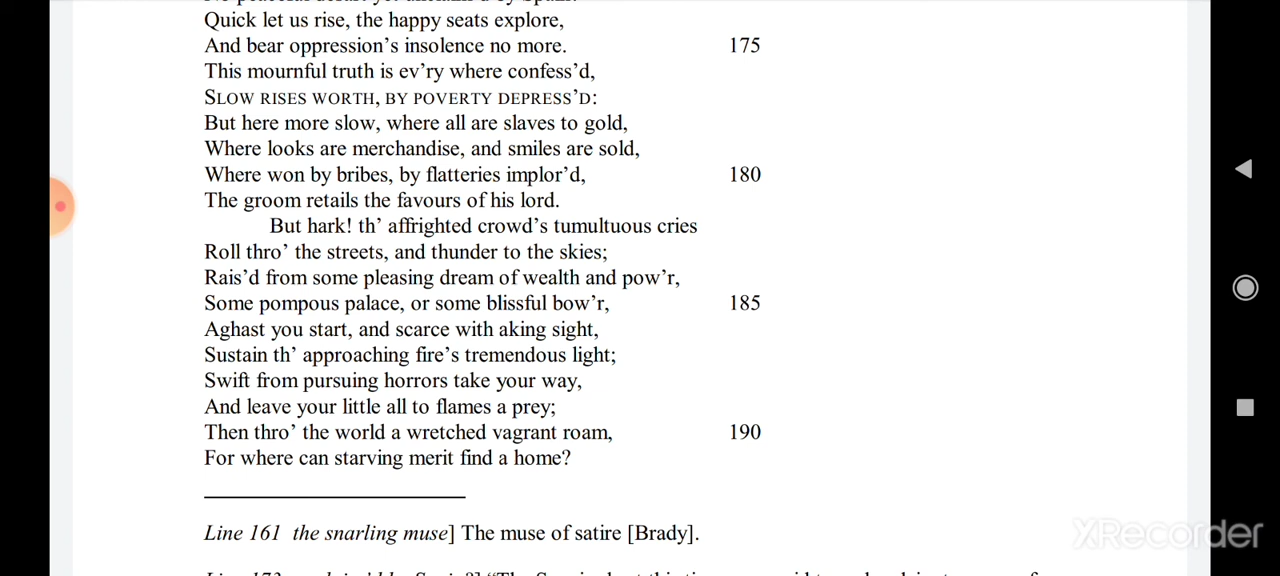 Quick let us rise, the happy seats explore,
And bear oppression’s insolence no more. 175
This mournful truth is ev’ry where confess’d,
SLOW RISES WORTH, BY POVERTY DEPRESS’D:
But here more slow, where all are slaves to gold,
Where looks are merchandise, and smiles are sold,
Where won by bribes, by flatteries implor’d, 180
The groom retails the favours of his lord.
But hark! th’ affrighted crowd’s tumultuous cries
Roll thro’ the streets, and thunder to the skies;
Rais’d from some pleasing dream of wealth and pow’r,
Some pompous palace, or some blissful bow’r, 185
Aghast you start, and scarce with aking sight,
Sustain th’ approaching fire’s tremendous light;
Swift from pursuing horrors take your way,
And leave your little all to flames a prey;
Then thro’ the world a wretched vagrant roam, 190
For where can starving merit find a home?
Line 161 the snarling muse] The muse of satire [Brady].
XRecorder